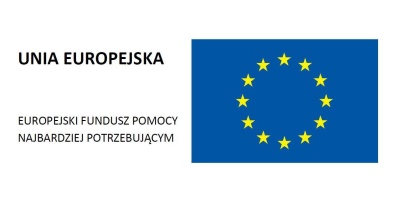 UNIA EUROPEJSKA
EUROPEJSKI FUNDUSZ POMOCY
NAJBARDZIEJ POTRZEBUJĄCYM